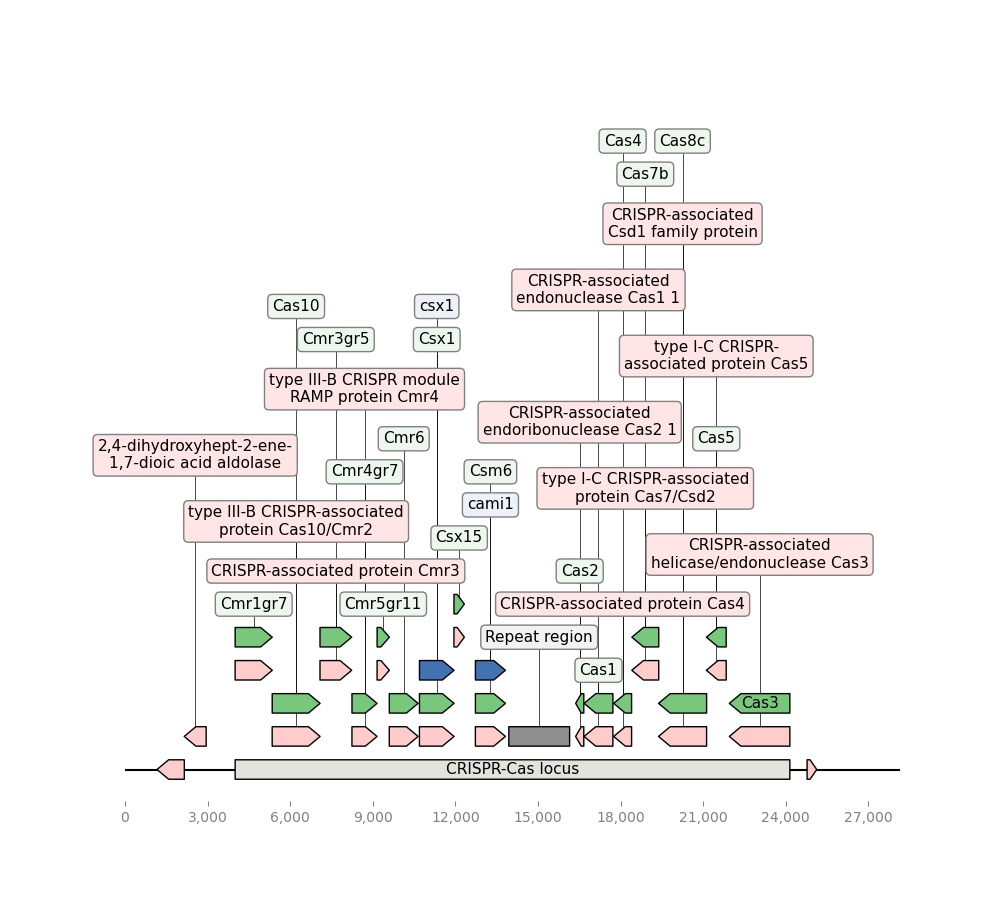 Cas4
Cas8c
Cas7b
CRISPR-associated
Csd1 family protein
CRISPR-associated
endonuclease Cas1 1
Cas10
csx1
Cmr3gr5
Csx1
type I-C CRISPR-
associated protein Cas5
type III-B CRISPR module
RAMP protein Cmr4
CRISPR-associated
endoribonuclease Cas2 1
Cmr6
Cas5
2,4-dihydroxyhept-2-ene-
1,7-dioic acid aldolase
Cmr4gr7
Csm6
type I-C CRISPR-associated
protein Cas7/Csd2
cami1
type III-B CRISPR-associated
protein Cas10/Cmr2
Csx15
CRISPR-associated
helicase/endonuclease Cas3
CRISPR-associated protein Cmr3
Cas2
Cmr1gr7
Cmr5gr11
CRISPR-associated protein Cas4
Repeat region
Cas1
Cas3
CRISPR-Cas locus
0
3,000
6,000
9,000
12,000
15,000
18,000
21,000
24,000
27,000